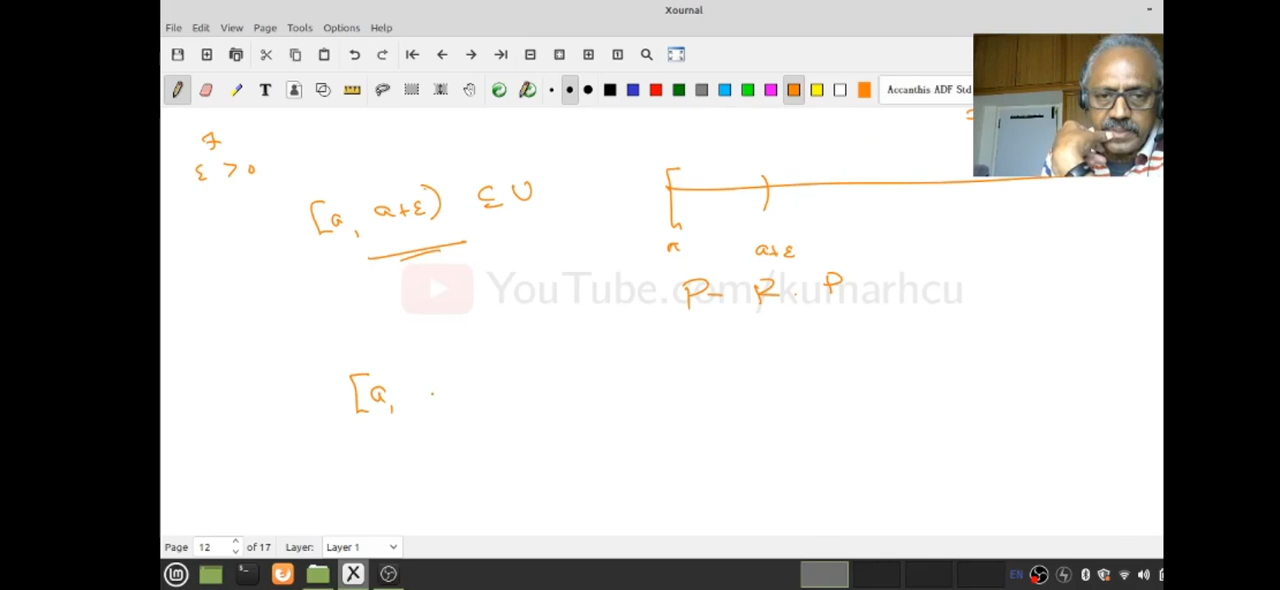 Xournal
File Edit View Page Tools Options Help
Accanthis ADF Std
∃
ε > 0
[a, a+ε) ⊆ U
a+ε
P - R . P
YouTube.com/kumarhcu
[a,
Page 12 of 17 Layer: Layer 1
EN